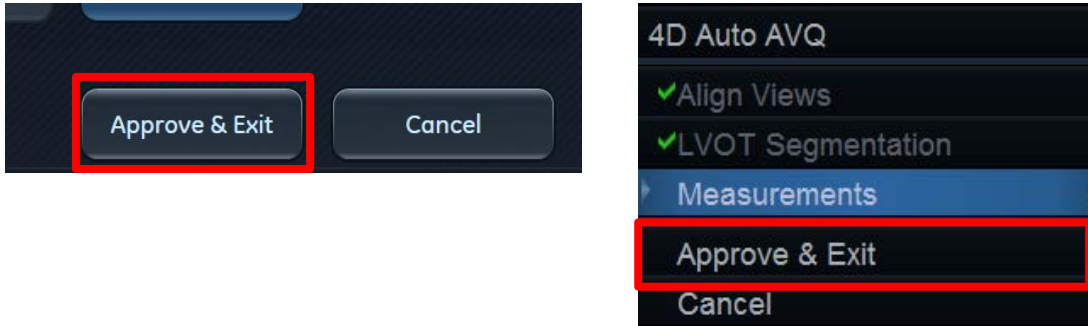 Approve & Exit
Cancel
4D Auto AVQ
Align Views
LVOT Segmentation
Measurements
Approve & Exit
Cancel